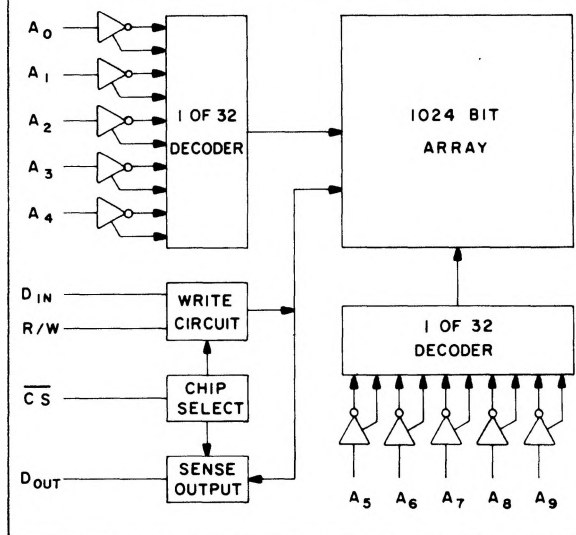 A0
A1
A2
A3
A4
1 OF 32
DECODER
1024 BIT
ARRAY
DIN
R/W
WRITE
CIRCUIT
CS
CHIP
SELECT
DOUT
SENSE
OUTPUT
1 OF 32
DECODER
A5 A6 A7 A8 A9